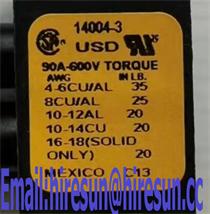 14004-3
USD
90A-600V TORQUE
AWG IN LB.
4-6CU/AL 35
8CU/AL 25
10-12AL 20
10-14CU 20
16-18(SOLID
ONLY) 20
MEXICO C13
Email:hiresun@hiresun.cc